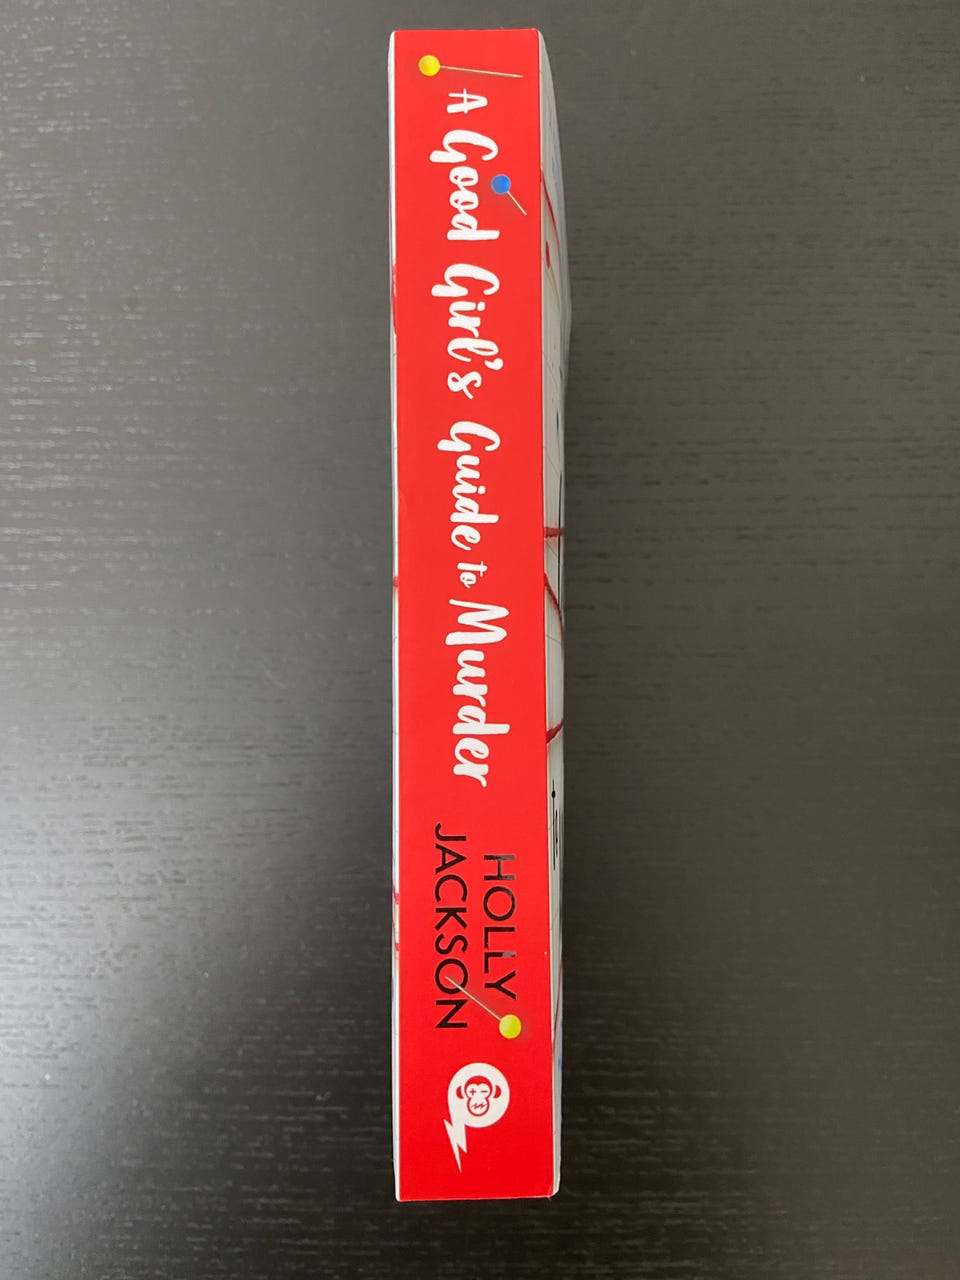 A Good Girl's Guide to Murder
HOLLY
JACKSON